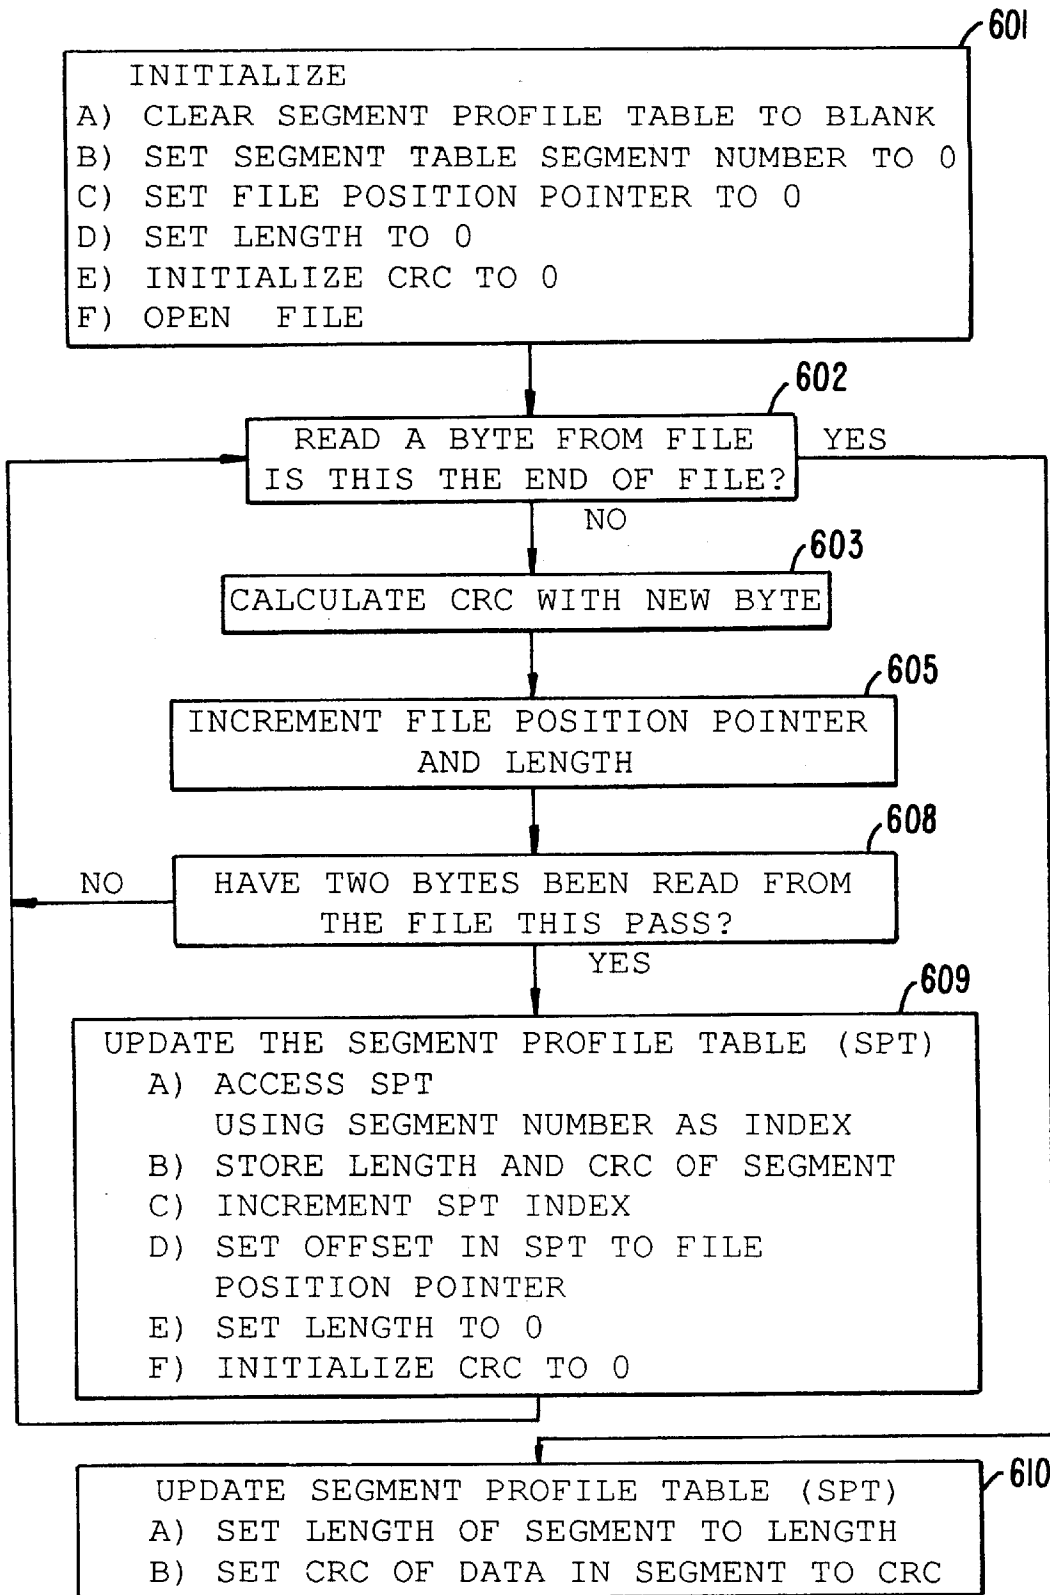 601
INITIALIZE
A) CLEAR SEGMENT PROFILE TABLE TO BLANK
B) SET SEGMENT TABLE SEGMENT NUMBER TO 0
C) SET FILE POSITION POINTER TO 0
D) SET LENGTH TO 0
E) INITIALIZE CRC TO 0
F) OPEN FILE
602
READ A BYTE FROM FILE
IS THIS THE END OF FILE?
YES
NO
603
CALCULATE CRC WITH NEW BYTE
605
INCREMENT FILE POSITION POINTER
AND LENGTH
608
HAVE TWO BYTES BEEN READ FROM
THE FILE THIS PASS?
NO
YES
609
UPDATE THE SEGMENT PROFILE TABLE (SPT)
A) ACCESS SPT
USING SEGMENT NUMBER AS INDEX
B) STORE LENGTH AND CRC OF SEGMENT
C) INCREMENT SPT INDEX
D) SET OFFSET IN SPT TO FILE
POSITION POINTER
E) SET LENGTH TO 0
F) INITIALIZE CRC TO 0
610
UPDATE SEGMENT PROFILE TABLE (SPT)
A) SET LENGTH OF SEGMENT TO LENGTH
B) SET CRC OF DATA IN SEGMENT TO CRC